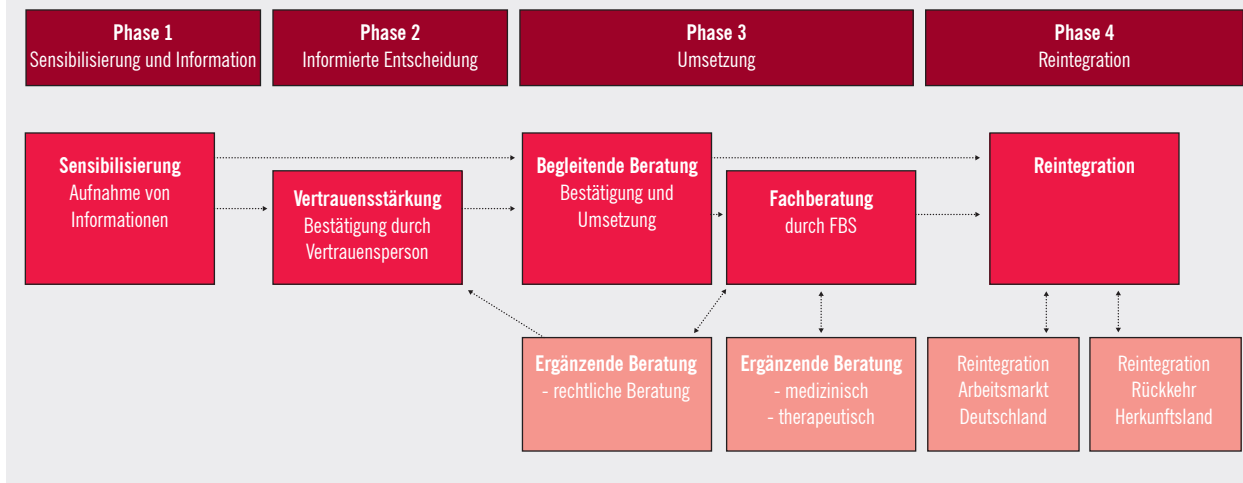 Phase 1
Sensibilisierung und Information
Phase 2
Informierte Entscheidung
Phase 3
Umsetzung
Phase 4
Reintegration
Sensibilisierung
Aufnahme von
Informationen
Vertrauensstärkung
Bestätigung durch
Vertrauensperson
Begleitende Beratung
Bestätigung und
Umsetzung
Fachberatung
durch FBS
Reintegration
Ergänzende Beratung
- rechtliche Beratung
Ergänzende Beratung
- medizinisch
- therapeutisch
Reintegration
Arbeitsmarkt
Deutschland
Reintegration
Rückkehr
Herkunftsland